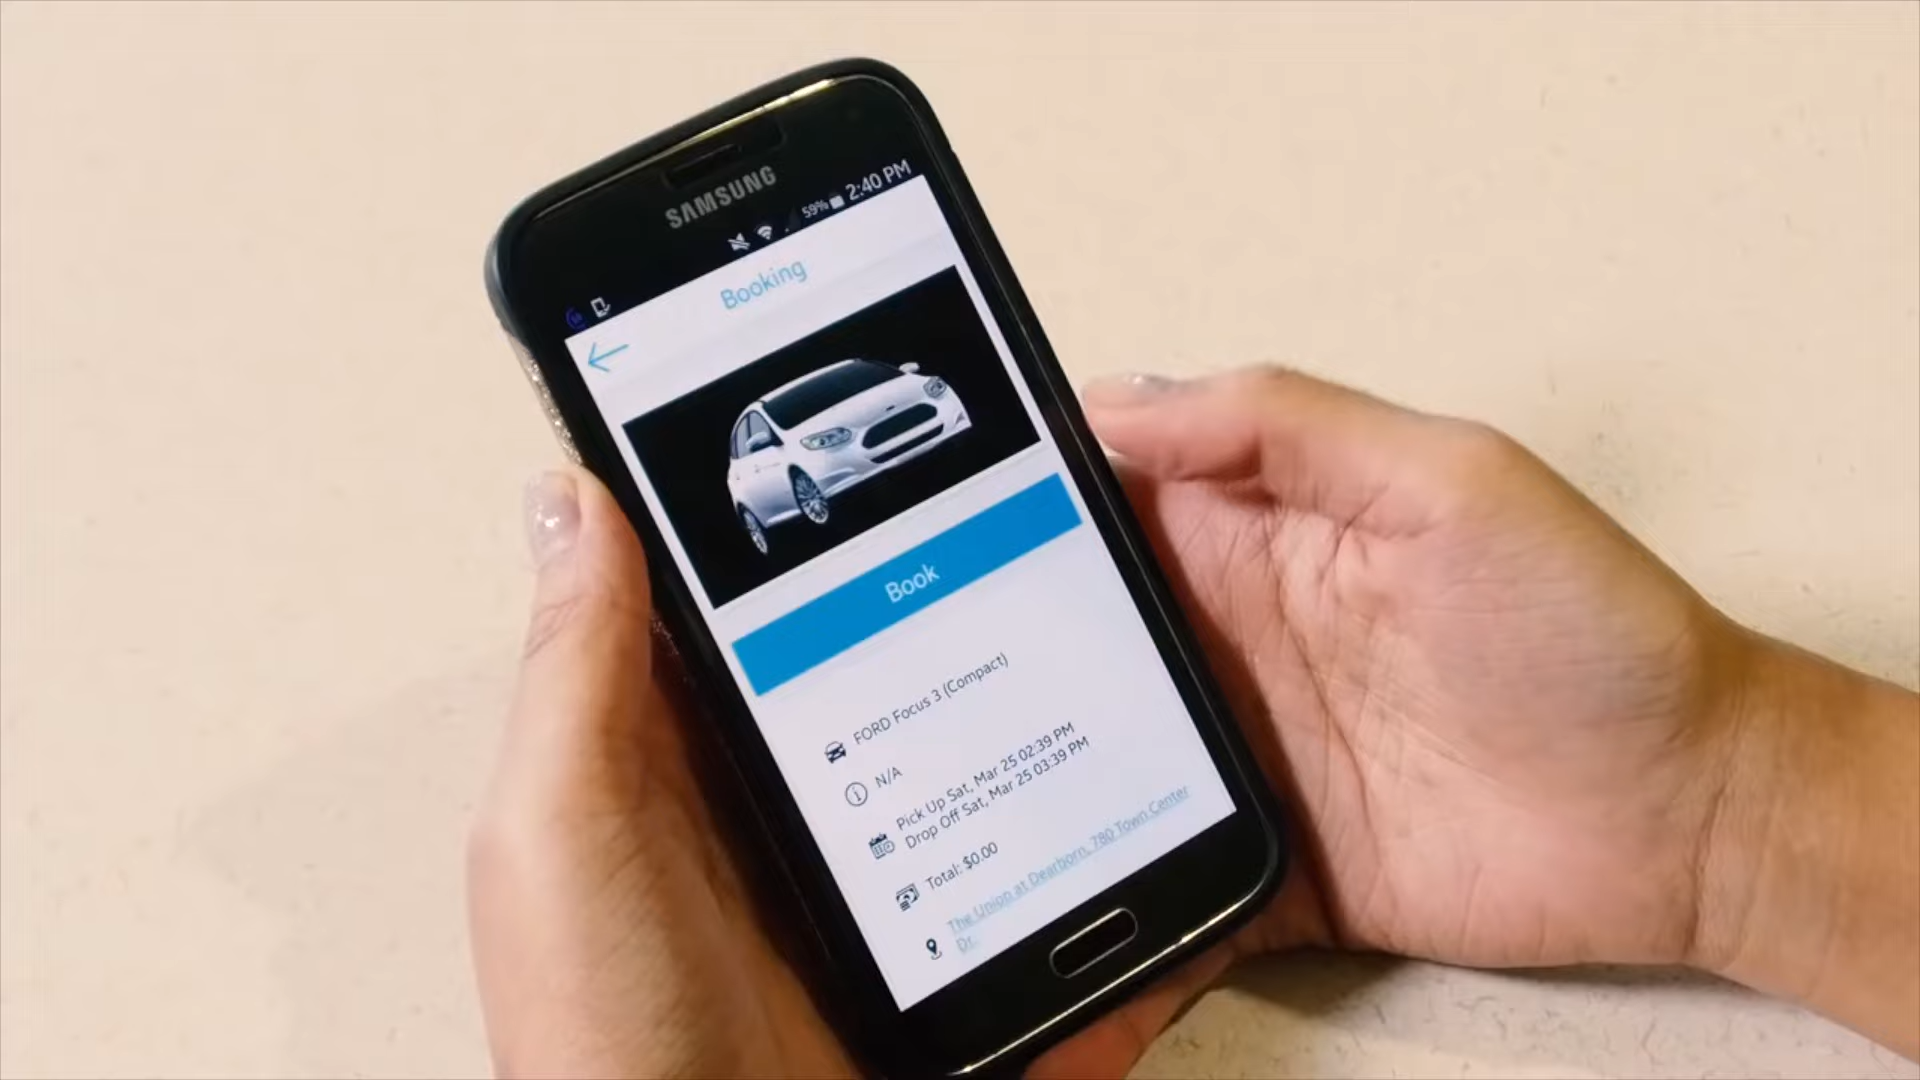 SAMSUNG
59% 2:40 PM
Booking
Book
FORD Focus 3 (Compact)
N/A
Pick Up Sat, Mar 25 02:39 PM
Drop Off Sat, Mar 25 03:39 PM
Total: $0.00
The Union at Dearborn, 780 Town Center
Dr.